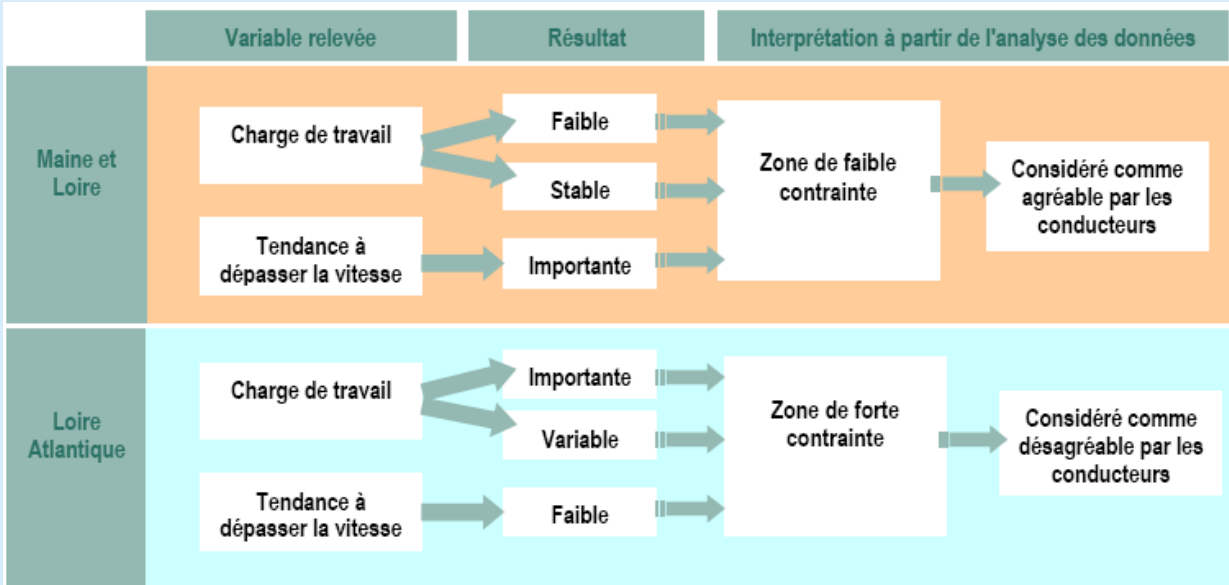 Variable relevée
Résultat
Interprétation à partir de l'analyse des données
Maine et
Loire
Charge de travail
Faible
Stable
Tendance à
dépasser la vitesse
Importante
Zone de faible
contrainte
Considéré comme
agréable par les
conducteurs
Loire
Atlantique
Charge de travail
Importante
Variable
Tendance à
dépasser la vitesse
Faible
Zone de forte
contrainte
Considéré comme
désagréable par les
conducteurs